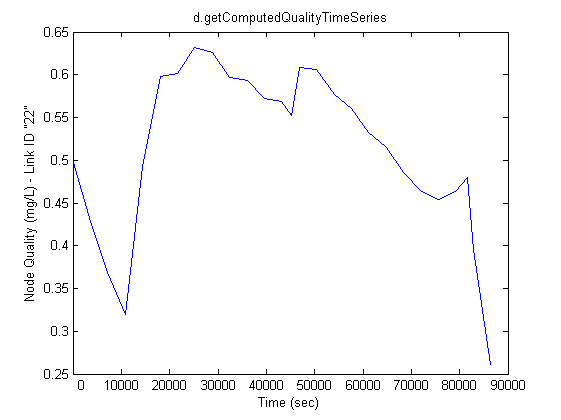 d.getComputedQualityTimeSeries
0.65
0.6
0.55
0.5
0.45
0.4
0.35
0.3
0.25
Node Quality (mg/L) - Link ID "22"
0 10000 20000 30000 40000 50000 60000 70000 80000 90000
Time (sec)